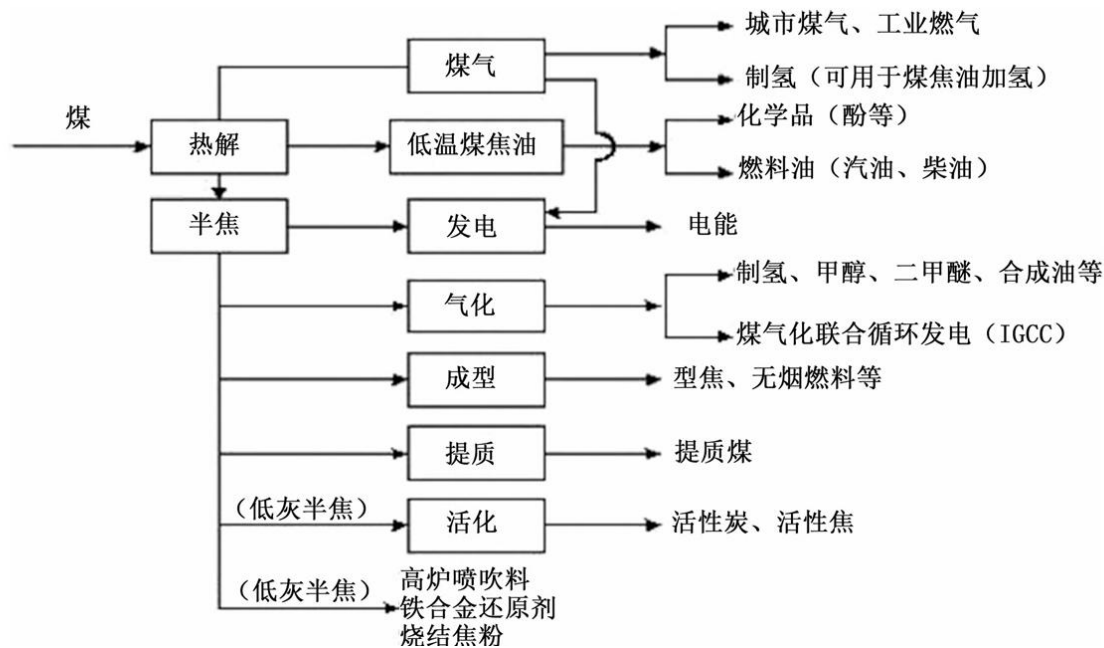 城市煤气、工业燃气
煤气
制氢（可用于煤焦油加氢）
煤
化学品（酚等）
热解
低温煤焦油
燃料油（汽油、柴油）
半焦
发电
电能
制氢、甲醇、二甲醚、合成油等
气化
煤气化联合循环发电（IGCC）
成型
型焦、无烟燃料等
提质
提质煤
（低灰半焦）
活化
活性炭、活性焦
（低灰半焦）
高炉喷吹料
铁合金还原剂
烧结焦粉